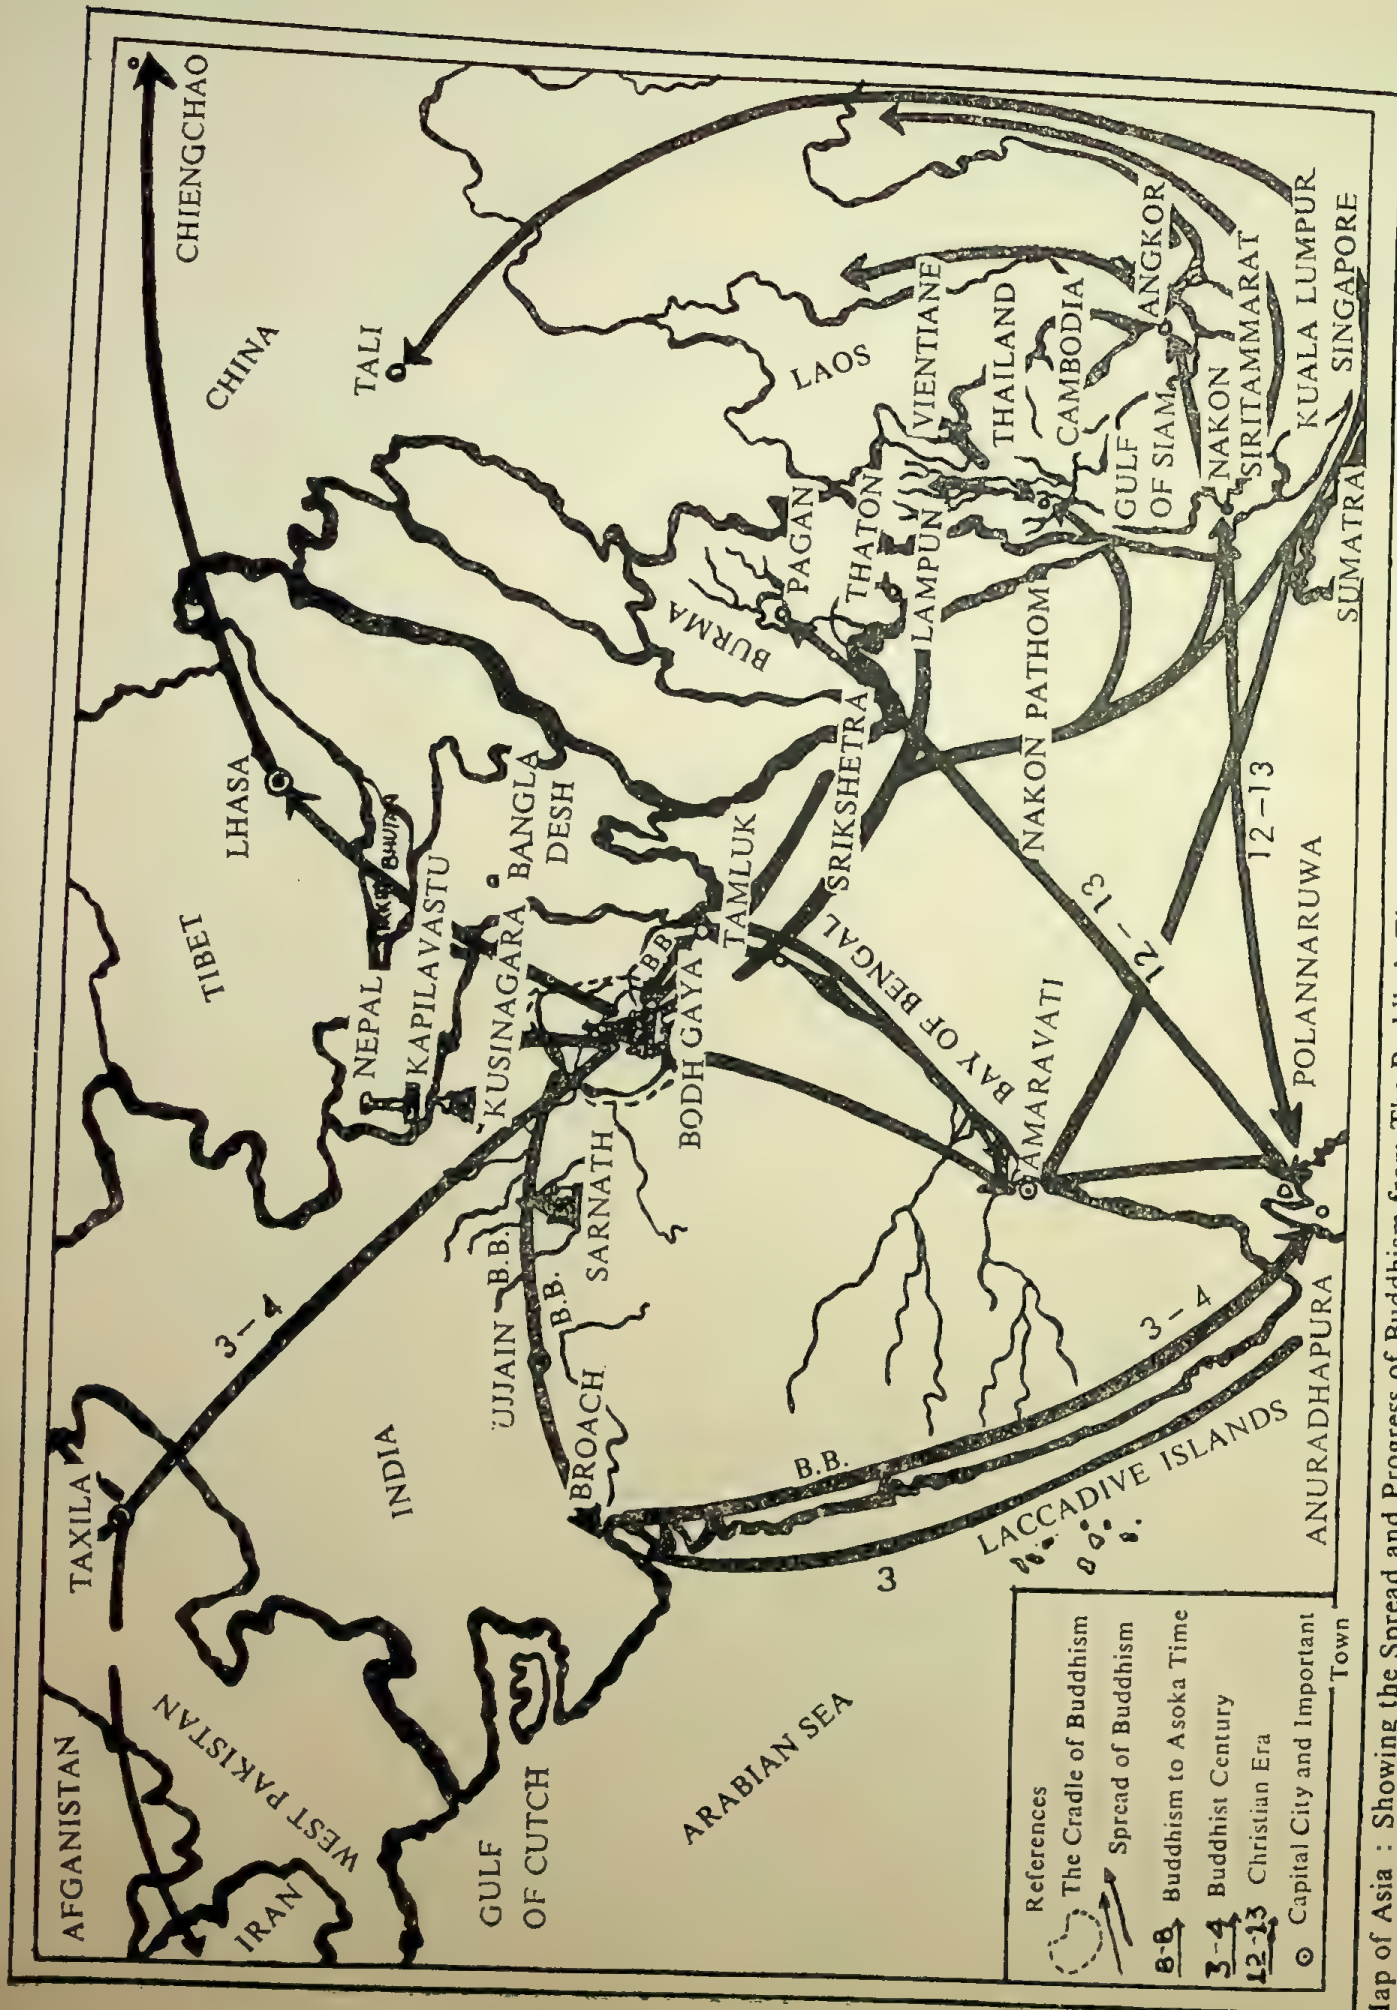 AFGANISTAN
TAXILA
TIBET
LHASA
CHINA
CHIENGCHAO
TALI
WEST PAKISTAN
IRAN
INDIA
3-4
NEPAL
BHUTAN
KAPILAVASTU
KUSINAGARA
BANGLA
DESH
GULF
OF CUTCH
BROACH
UJJAIN
B.B.
B.B.
SARNATH
BODH GAYA
B.B
TAMLUK
BURMA
PAGAN
THATON
LAMPUN
LAOS
VIENTIANE
THAILAND
CAMBODIA
ANGKOR
GULF
OF SIAM
SRIKSHETRA
NAKON PATHOM
NAKON
SIRITAMMARAT
KUALA LUMPUR
SINGAPORE
SUMATRA
BAY OF BENGAL
AMARAVATI
12-13
12
12-13
POLANNARUWA
ARABIAN SEA
B.B.
3
3-4
LACCADIVE ISLANDS
ANURADHAPURA
References
The Cradle of Buddhism
Spread of Buddhism
B-B Buddhism to Asoka Time
3-4 Buddhist Century
12-13 Christian Era
Capital City and Important
Town
of Asia : Showing the Spread and Progress of Buddhism from